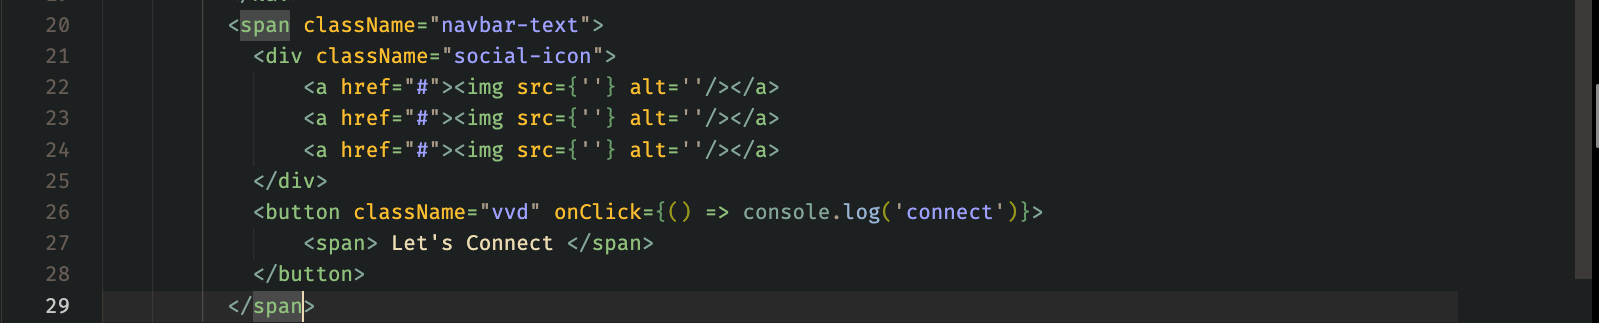 20 <span className="navbar-text">
21 <div className="social-icon">
22 <a href="#"><img src={''} alt=''/></a>
23 <a href="#"><img src={''} alt=''/></a>
24 <a href="#"><img src={''} alt=''/></a>
25 </div>
26 <button className="vvd" onClick={() => console.log('connect')}>
27 <span> Let's Connect </span>
28 </button>
29 </span>